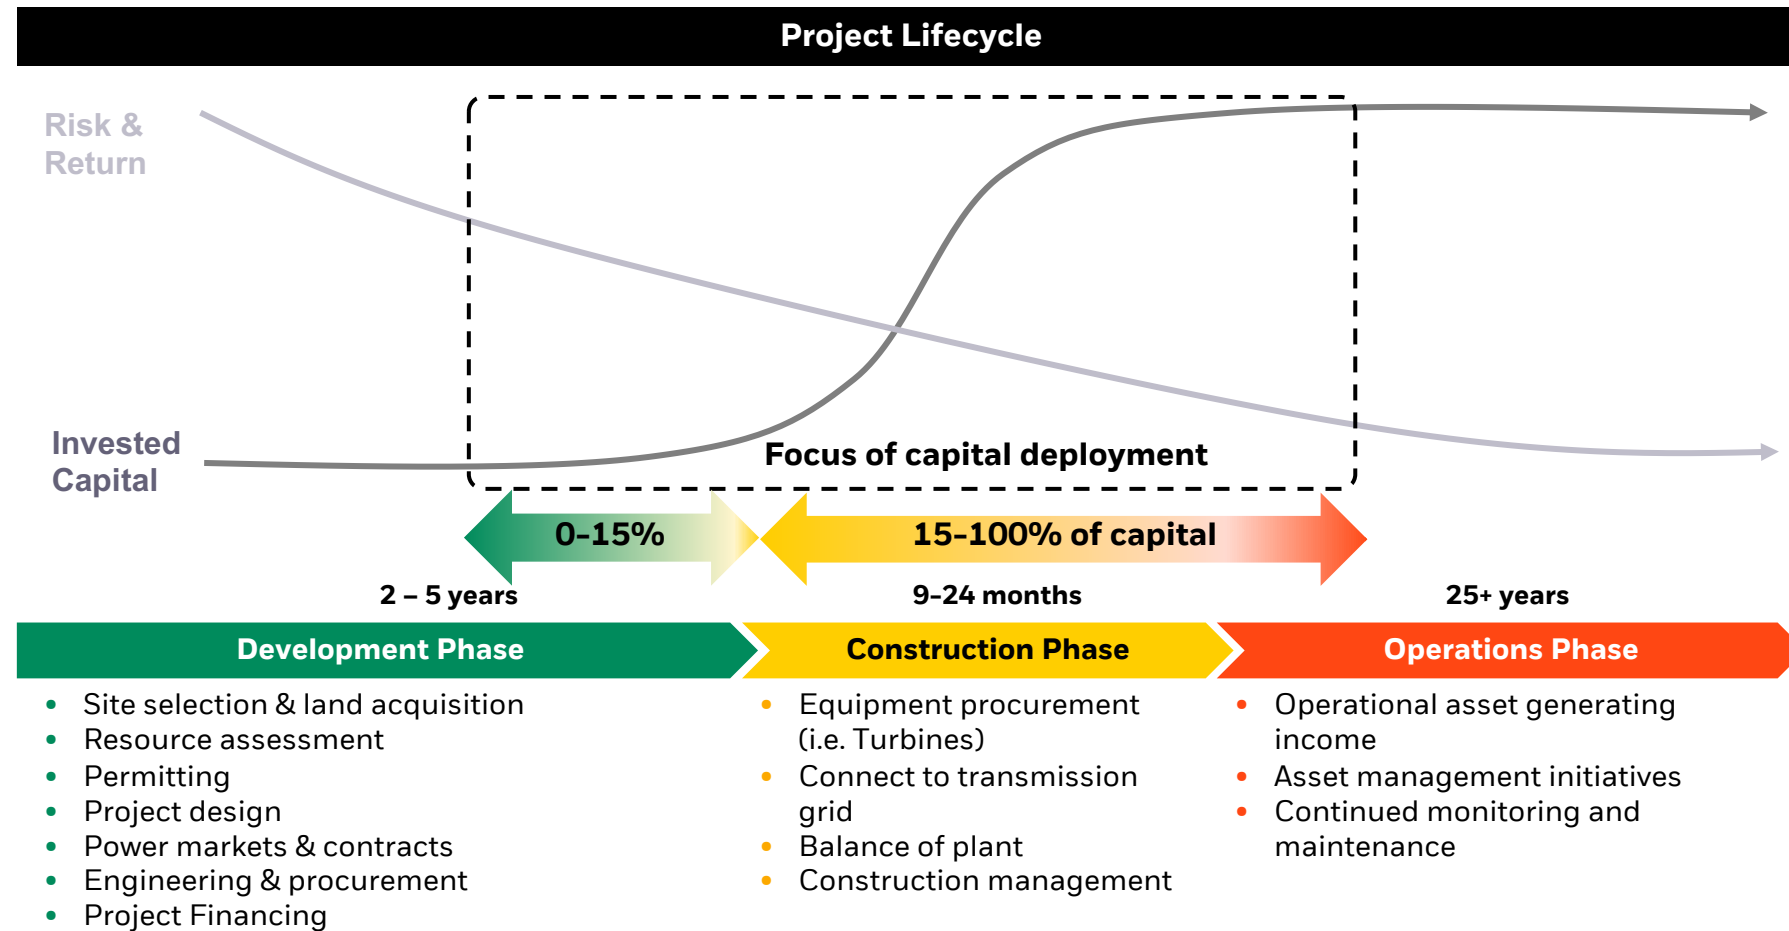 Project Lifecycle
Risk &
Return
Invested
Capital
Focus of capital deployment
0-15%
15-100% of capital
2 – 5 years
9-24 months
25+ years
Development Phase
Construction Phase
Operations Phase
• Site selection & land acquisition
• Resource assessment
• Permitting
• Project design
• Power markets & contracts
• Engineering & procurement
• Project Financing
• Equipment procurement
(i.e. Turbines)
• Connect to transmission
grid
• Balance of plant
• Construction management
• Operational asset generating
income
• Asset management initiatives
• Continued monitoring and
maintenance